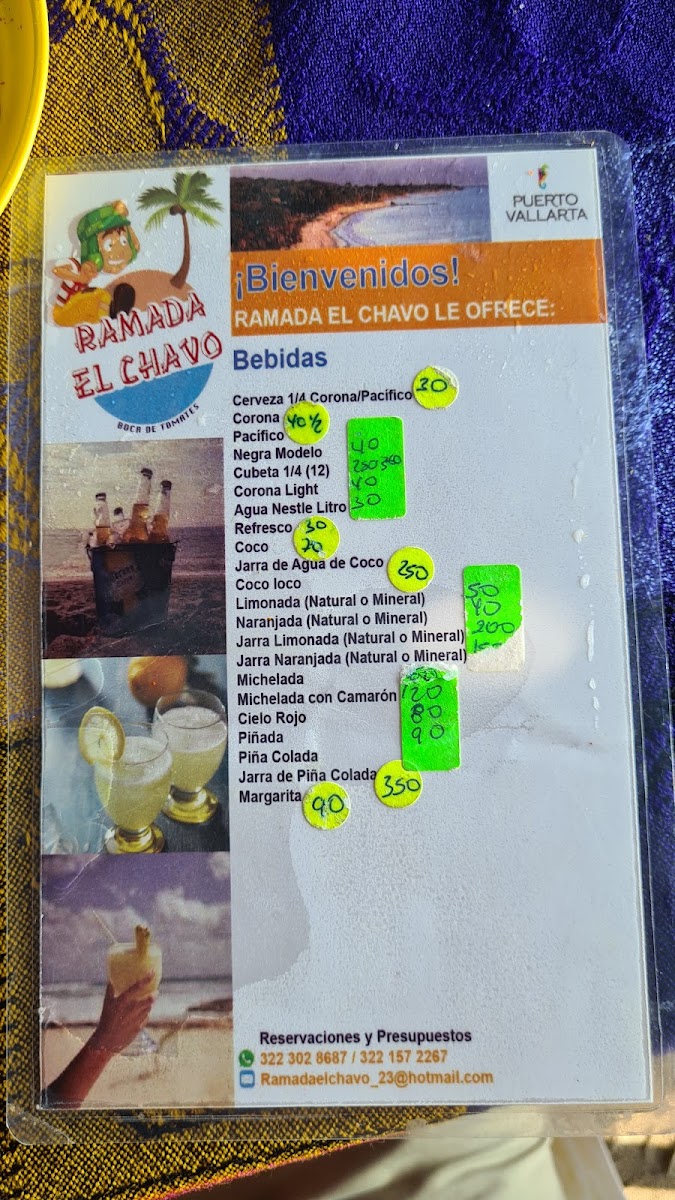 PUERTO
VALLARTA
RAMADA
EL CHAVO
BOCA DE TOMATES
¡Bienvenidos!
RAMADA EL CHAVO LE OFRECE:
Bebidas
Cerveza 1/4 Corona/Pacífico 30
Corona 40 ½
Pacífico
Negra Modelo 40
Cubeta 1/4 (12) 250 360
Corona Light 40
Agua Nestle Litro 30
Refresco 30
Coco 70
Jarra de Agua de Coco 250
Coco loco
Limonada (Natural o Mineral) 50
Naranjada (Natural o Mineral) 40
Jarra Limonada (Natural o Mineral) 200
Jarra Naranjada (Natural o Mineral)
Michelada
Michelada con Camarón 120
Cielo Rojo 80
Piñada 90
Piña Colada
Jarra de Piña Colada 350
Margarita 90
Reservaciones y Presupuestos
322 302 8687 / 322 157 2267
Ramadaelchavo_23@hotmail.com